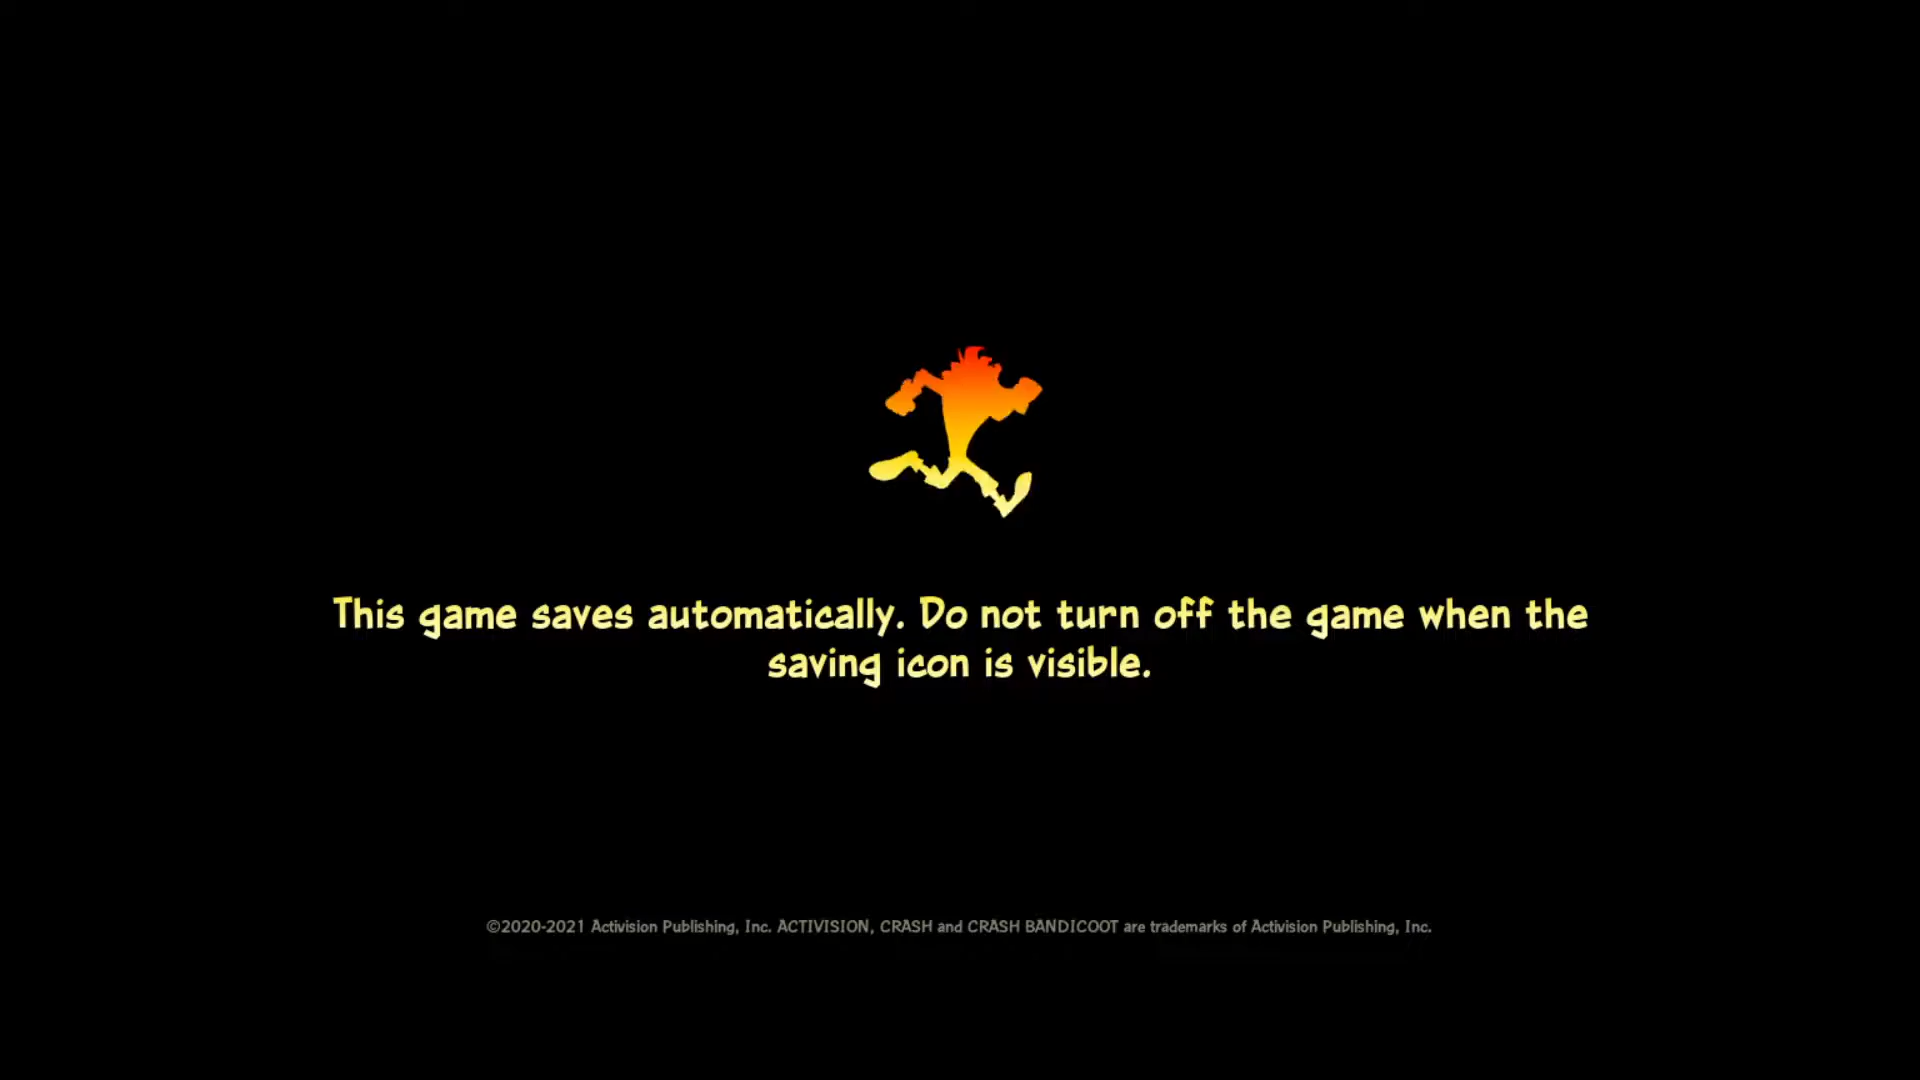 This game saves automatically. Do not turn off the game when the
saving icon is visible.
©2020-2021 Activision Publishing, Inc. ACTIVISION, CRASH and CRASH BANDICOOT are trademarks of Activision Publishing, Inc.